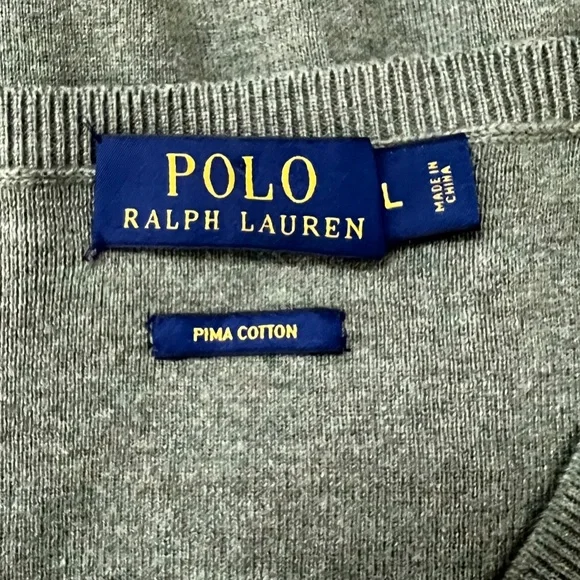 POLO
RALPH LAUREN
L
MADE IN
CHINA
PIMA COTTON